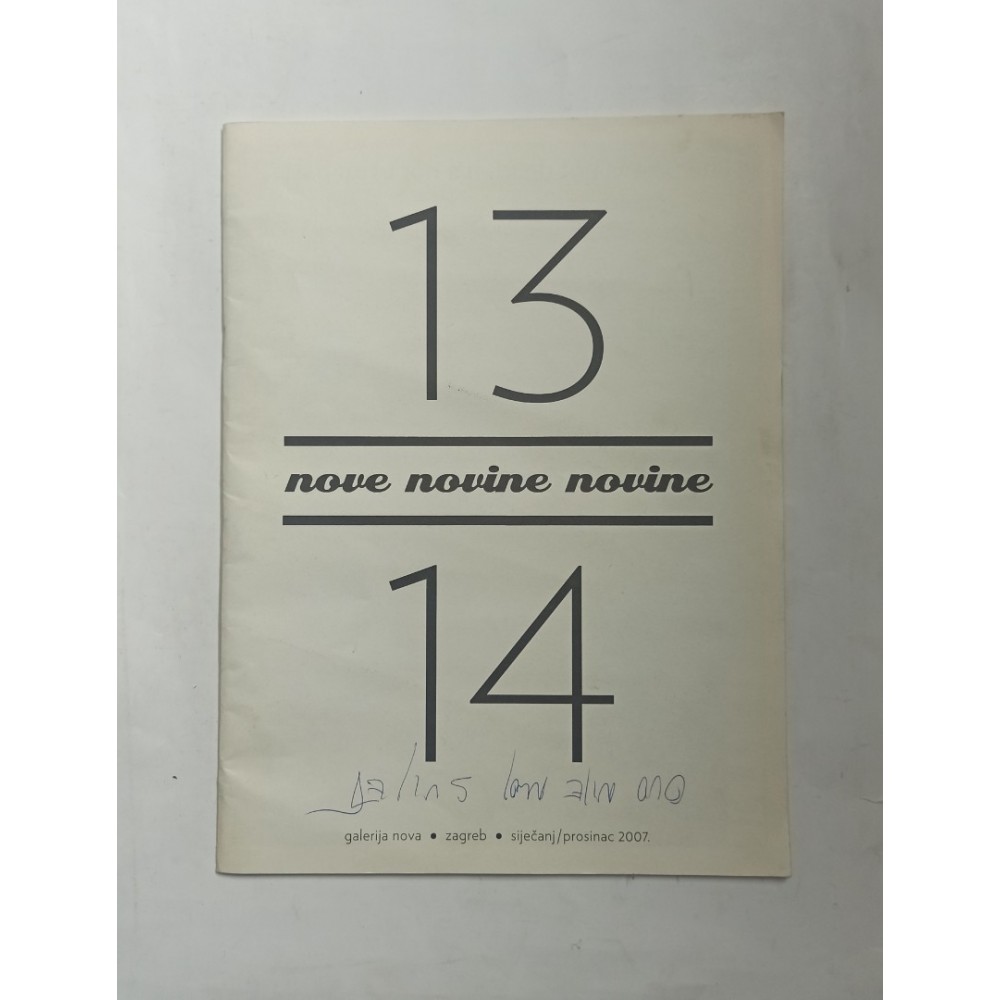 13
nove novine novine
14
galerija nova • zagreb • siječanj/prosinac 2007.